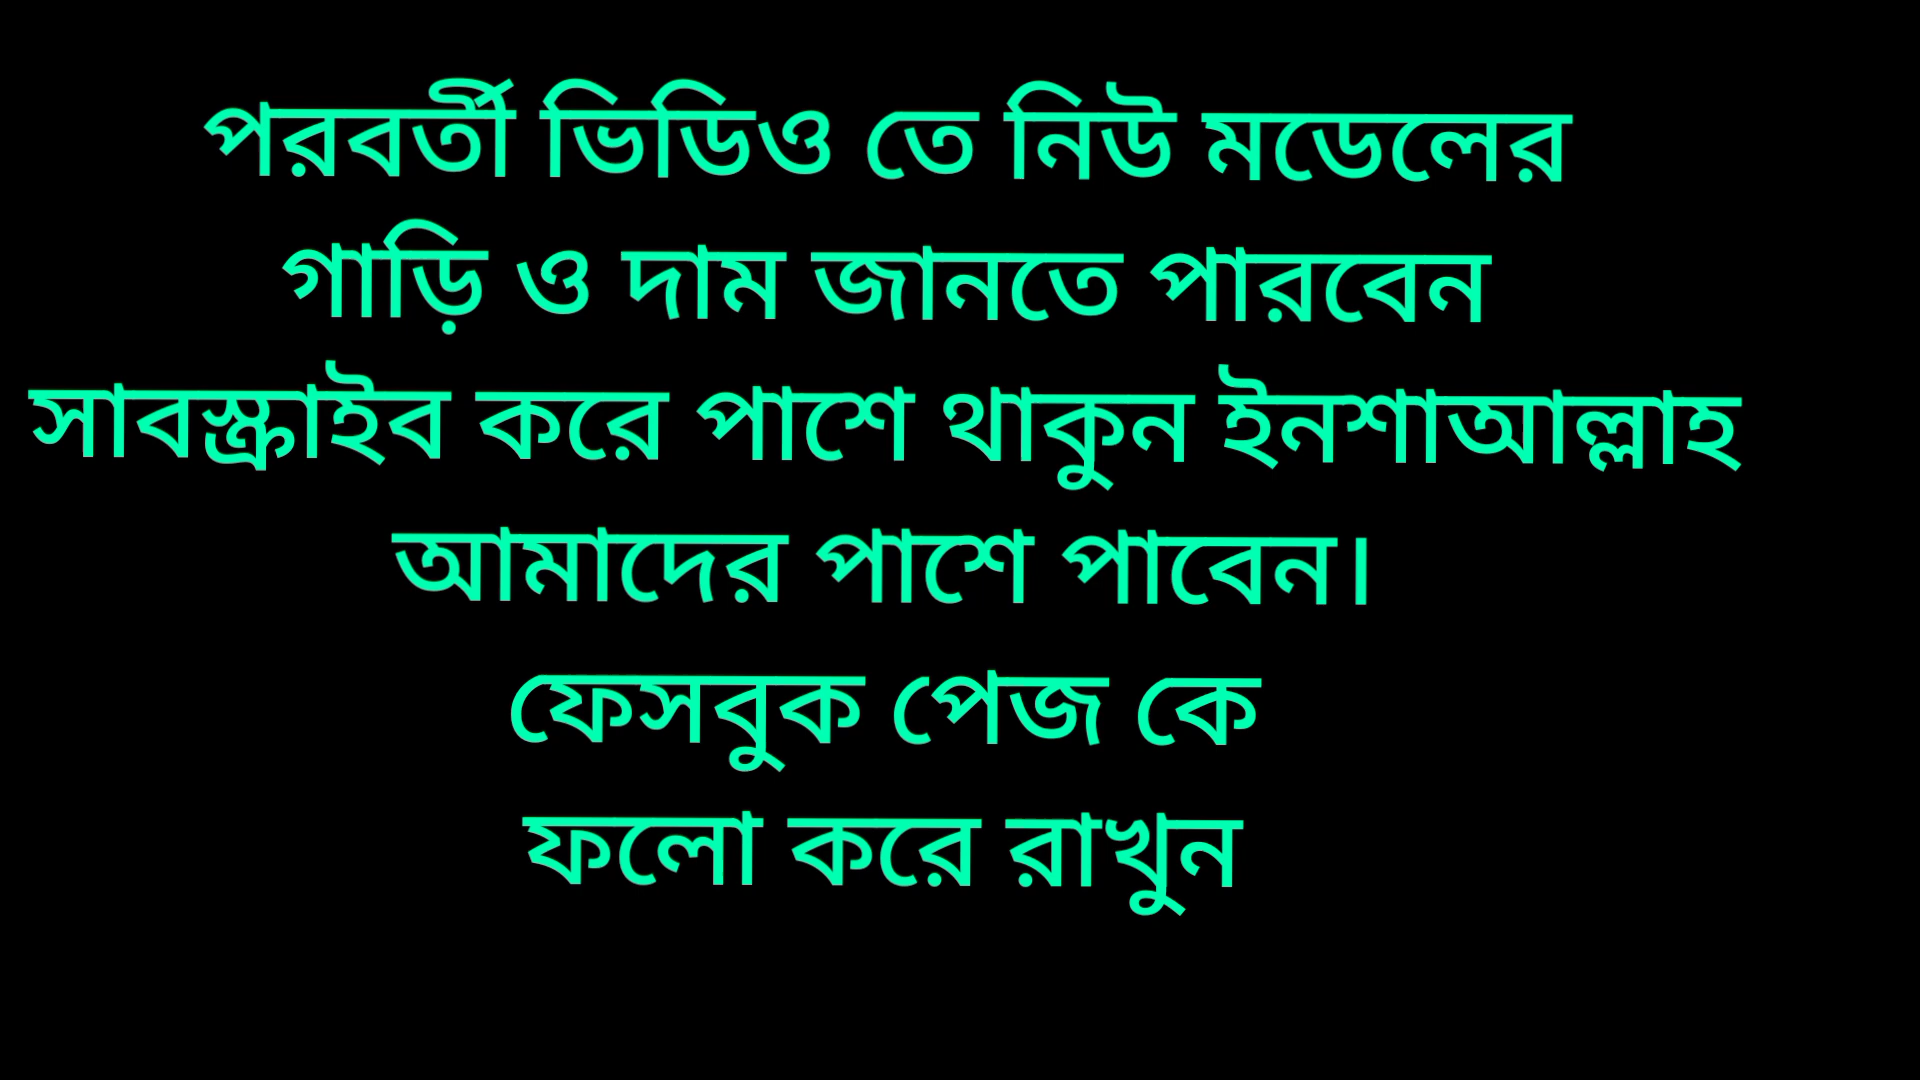 পরবর্তী ভিডিও তে নিউ মডেলের
গাড়ি ও দাম জানতে পারবেন
সাবস্ক্রাইব করে পাশে থাকুন ইনশাআল্লাহ
আমাদের পাশে পাবেন।
ফেসবুক পেজ কে
ফলো করে রাখুন